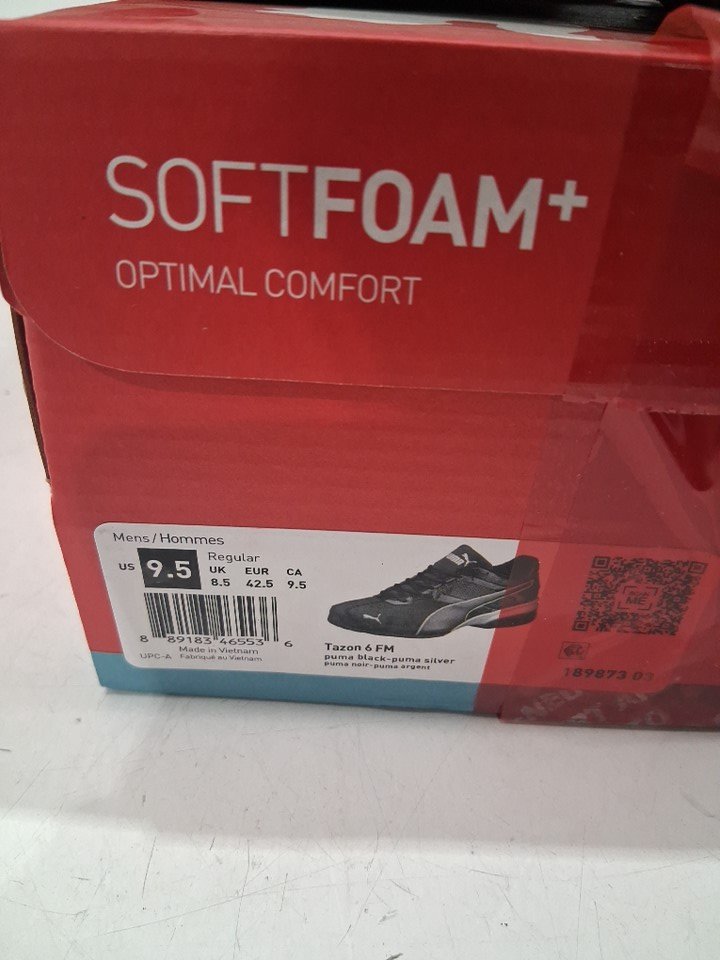 SOFTFOAM+
OPTIMAL COMFORT
Mens/Hommes
Regular
US 9.5 UK EUR CA
8.5 42.5 9.5
8 89183 46553 6
Made in Vietnam
UPC-A Fabriqué au Vietnam
Tazon 6 FM
puma black-puma silver
puma noir-puma argent
ME
189873 03